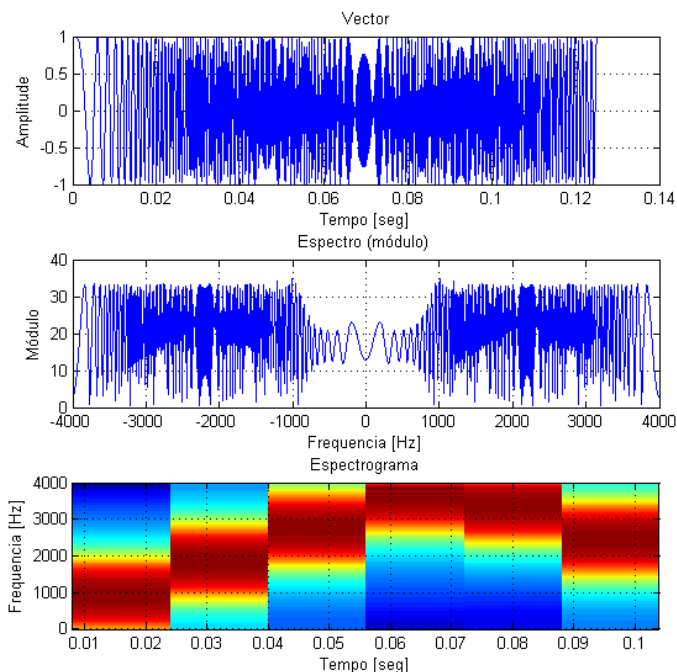 Vector
1
0.5
0
-0.5
-1
Amplitude
0 0.02 0.04 0.06 0.08 0.1 0.12 0.14
Tempo [seg]
Espectro (módulo)
40
30
20
10
0
Módulo
-4000 -3000 -2000 -1000 0 1000 2000 3000 4000
Frequencia [Hz]
Espectrograma
4000
3000
2000
1000
0
Frequencia [Hz]
0.01 0.02 0.03 0.04 0.05 0.06 0.07 0.08 0.09 0.1
Tempo [seg]